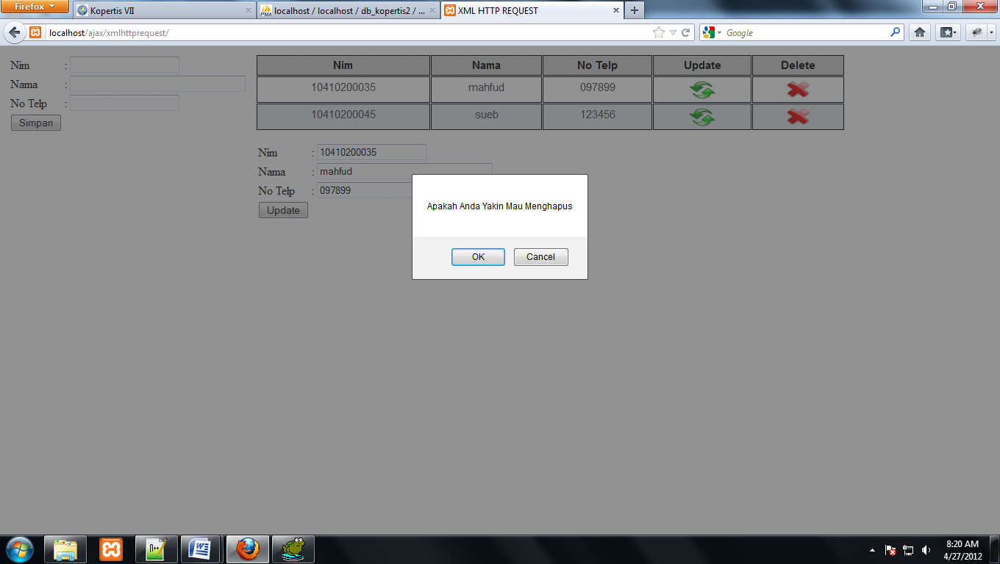 Firefox
Kopertis VII
localhost / localhost / db_kopertis2 / ...
XML HTTP REQUEST
localhost/ajax/xmlhttprequest/
Google
Nim :
Nama :
No Telp :
Simpan
Nim Nama No Telp Update Delete
10410200035 mahfud 097899
10410200045 sueb 123456
Nim : 10410200035
Nama : mahfud
No Telp : 097899
Update
Apakah Anda Yakin Mau Menghapus
OK Cancel
8:20 AM
4/27/2012